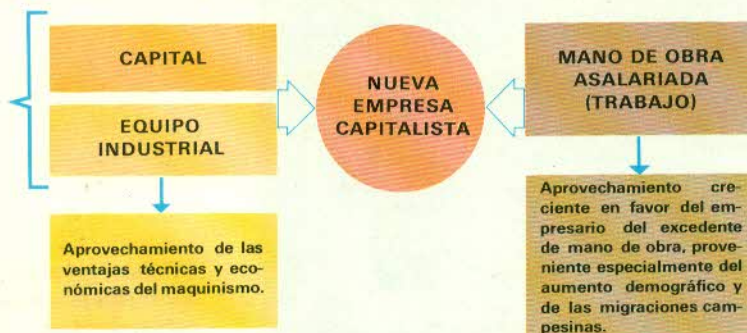 CAPITAL
EQUIPO
INDUSTRIAL
Aprovechamiento de las
ventajas técnicas y eco-
nómicas del maquinismo.
NUEVA
EMPRESA
CAPITALISTA
MANO DE OBRA
ASALARIADA
(TRABAJO)
Aprovechamiento cre-
ciente en favor del em-
presario del excedente
de mano de obra, prove-
niente especialmente del
aumento demográfico y
de las migraciones cam-
pesinas.